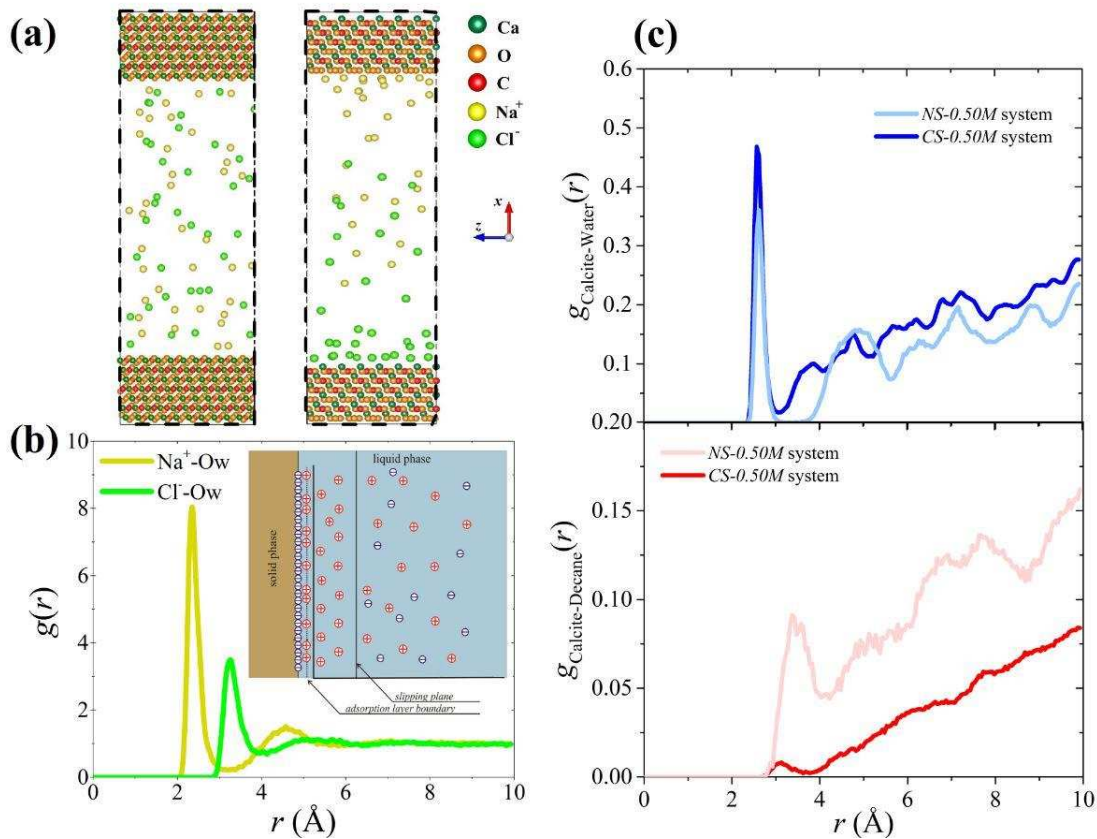 (a)
Ca
O
C
Na⁺
Cl⁻
x
z
(b)
10
8
6
4
2
0
g(r)
Na⁺-Ow
Cl⁻-Ow
solid phase
liquid phase
slipping plane
adsorption layer boundary
0 2 4 6 8 10
r (Å)
(c)
0.6
0.5
0.4
0.3
0.2
0.1
0.20
g Calcite-Water (r)
NS-0.50M system
CS-0.50M system
0.15
0.10
0.05
0.00
g Calcite-Decane (r)
NS-0.50M system
CS-0.50M system
0 2 4 6 8 10
r (Å)